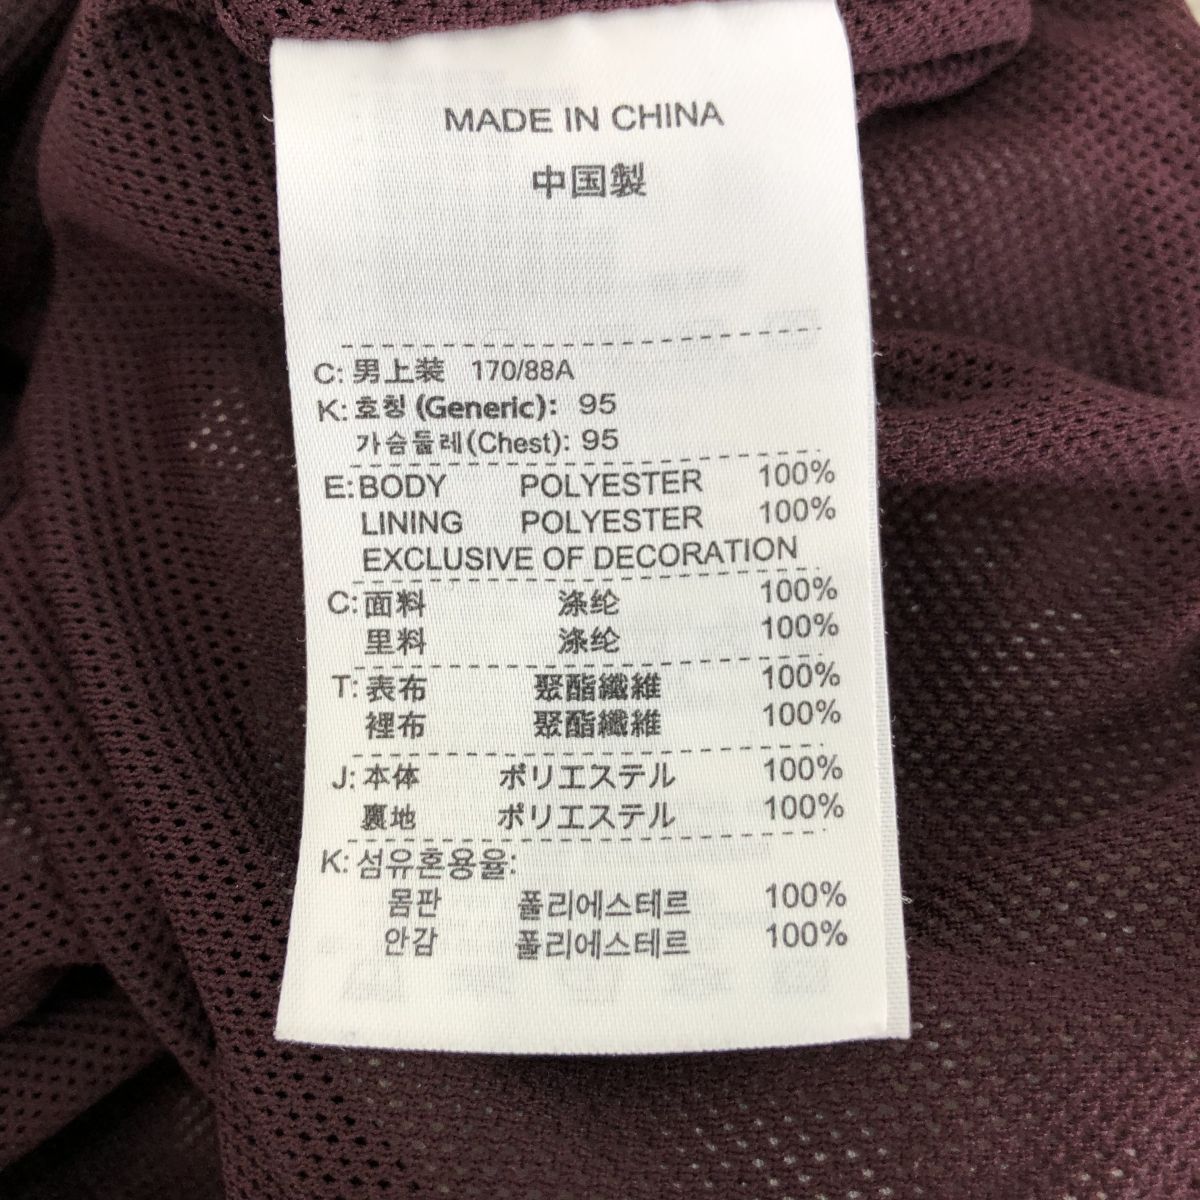 MADE IN CHINA
中国製
C: 男上装 170/88A
K: 호칭 (Generic): 95
가슴둘레(Chest): 95
E: BODY POLYESTER 100%
LINING POLYESTER 100%
EXCLUSIVE OF DECORATION
C: 面料 涤纶 100%
里料 涤纶 100%
T: 表布 聚酯纖維 100%
裡布 聚酯纖維 100%
J: 本体 ポリエステル 100%
裏地 ポリエステル 100%
K: 섬유혼용율:
몸판 폴리에스테르 100%
안감 폴리에스테르 100%